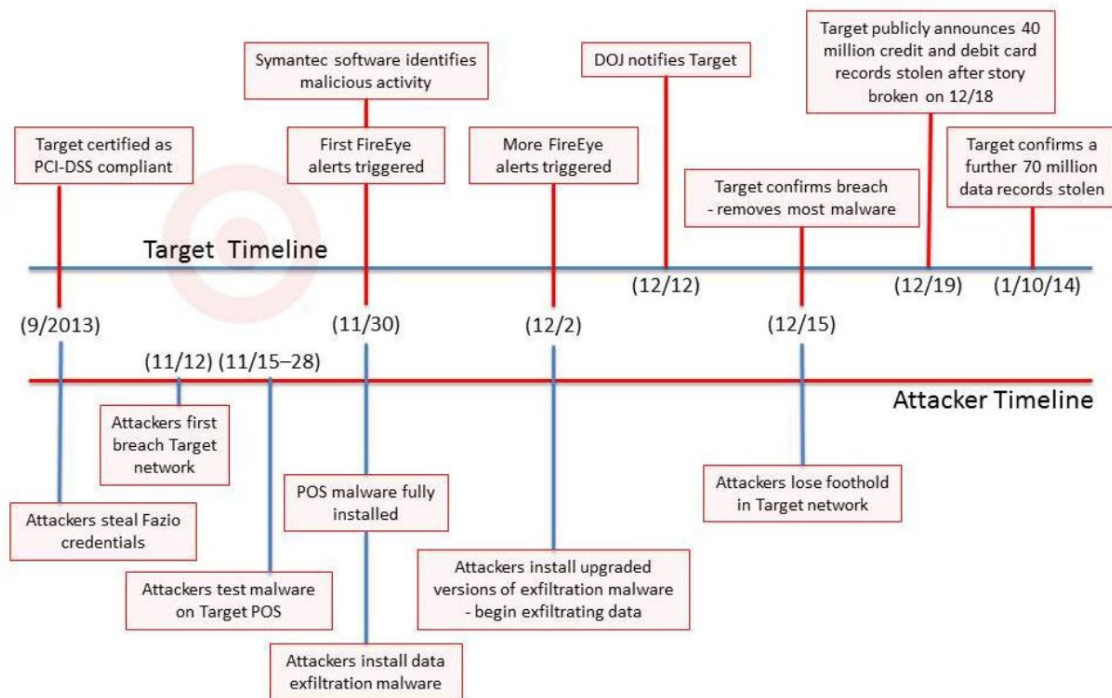 Target publicly announces 40
million credit and debit card
records stolen after story
broken on 12/18
Symantec software identifies
malicious activity
DOJ notifies Target
Target certified as
PCI-DSS compliant
First FireEye
alerts triggered
More FireEye
alerts triggered
Target confirms a
further 70 million
data records stolen
Target confirms breach
- removes most malware
Target Timeline
(12/12)
(12/19)
(1/10/14)
(9/2013)
(11/30)
(12/2)
(12/15)
(11/12)
(11/15–28)
Attacker Timeline
Attackers first
breach Target
network
POS malware fully
installed
Attackers lose foothold
in Target network
Attackers steal Fazio
credentials
Attackers test malware
on Target POS
Attackers install upgraded
versions of exfiltration malware
- begin exfiltrating data
Attackers install data
exfiltration malware